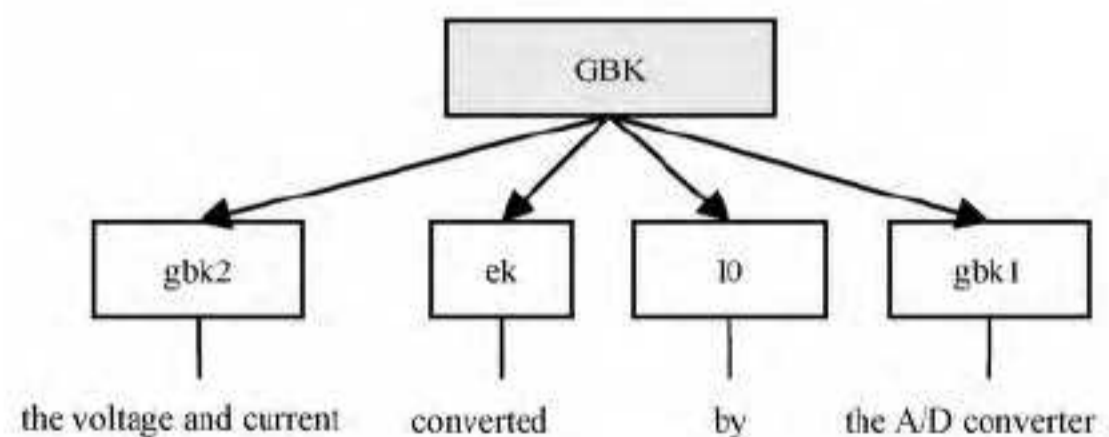 GBK
gbk2 ek l0 gbk1
the voltage and current converted by the A/D converter